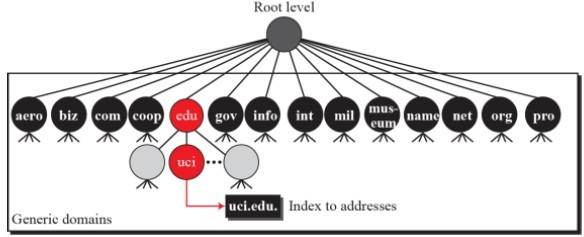 Root level
aero biz com coop edu gov info int mil mus-
eum name net org pro
uci
uci.edu. Index to addresses
Generic domains